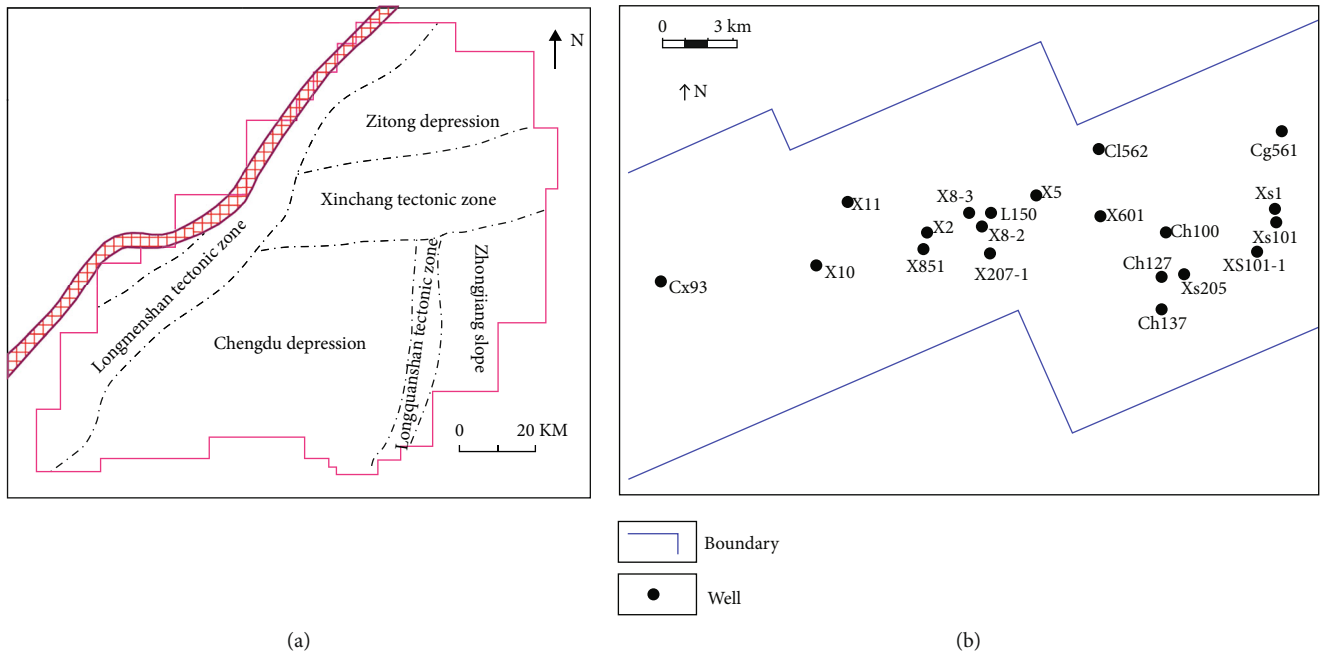 N
Zitong depression
Xinchang tectonic zone
Longmenshan tectonic zone
Chengdu depression
Longquanshan tectonic zone
Zhongjiang slope
0 20 KM
(a)
0 3 km
N
Cl562
Cg561
X11
X8-3
L150
X5
X601
Xs1
X2
X8-2
Ch100
Xs101
X851
X207-1
XS101-1
Cx93
X10
Ch127
Xs205
Ch137
Boundary
Well
(b)